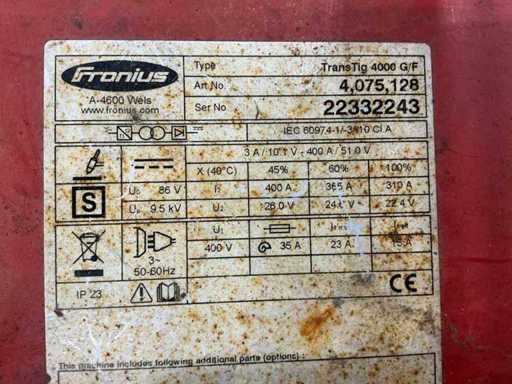 Fronius
A-4600 Wels
www.fronius.com
Type TransTig 4000 G/F
Art No. 4,075,128
Ser No 22332243
IEC 60974-1/-3/-10 Cl.A
3 A / 10.1 V - 400 A / 51.0 V
X (40°C) 45% 60% 100%
U₀ 86 V I₂ 400 A 365 A 310 A
S
Uₚ 9.5 kV U₂ 26.0 V 22.4 V
U₁
400 V 35 A 23 A
3~
50-60Hz
IP 23 CE
This machine includes following additional parts (options) :